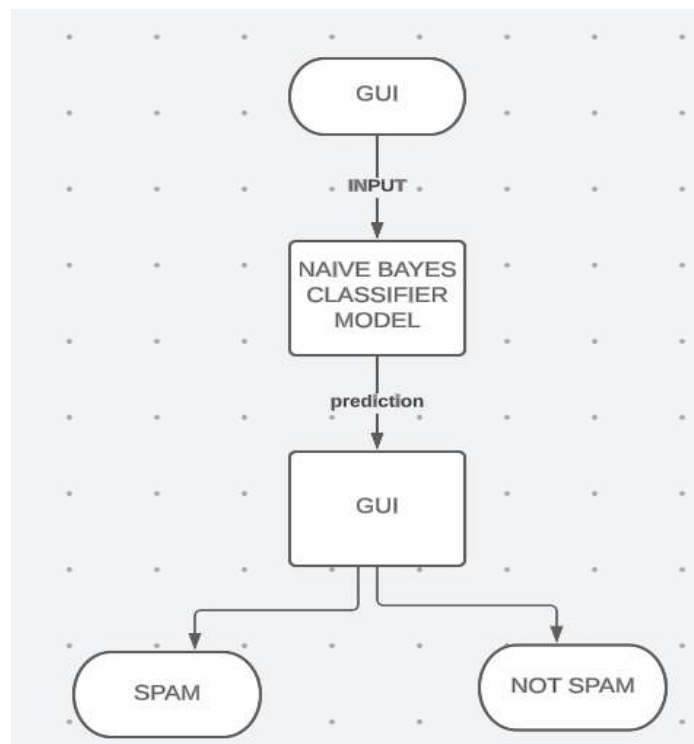 GUI
INPUT
NAIVE BAYES
CLASSIFIER
MODEL
prediction
GUI
SPAM
NOT SPAM